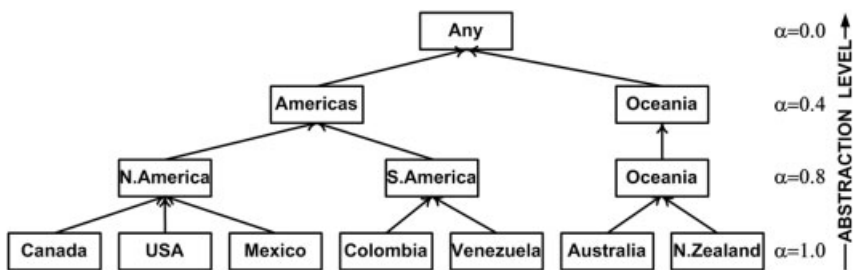 Any
α=0.0
Americas
Oceania
α=0.4
N.America
S.America
Oceania
α=0.8
Canada
USA
Mexico
Colombia
Venezuela
Australia
N.Zealand
α=1.0
ABSTRACTION LEVEL